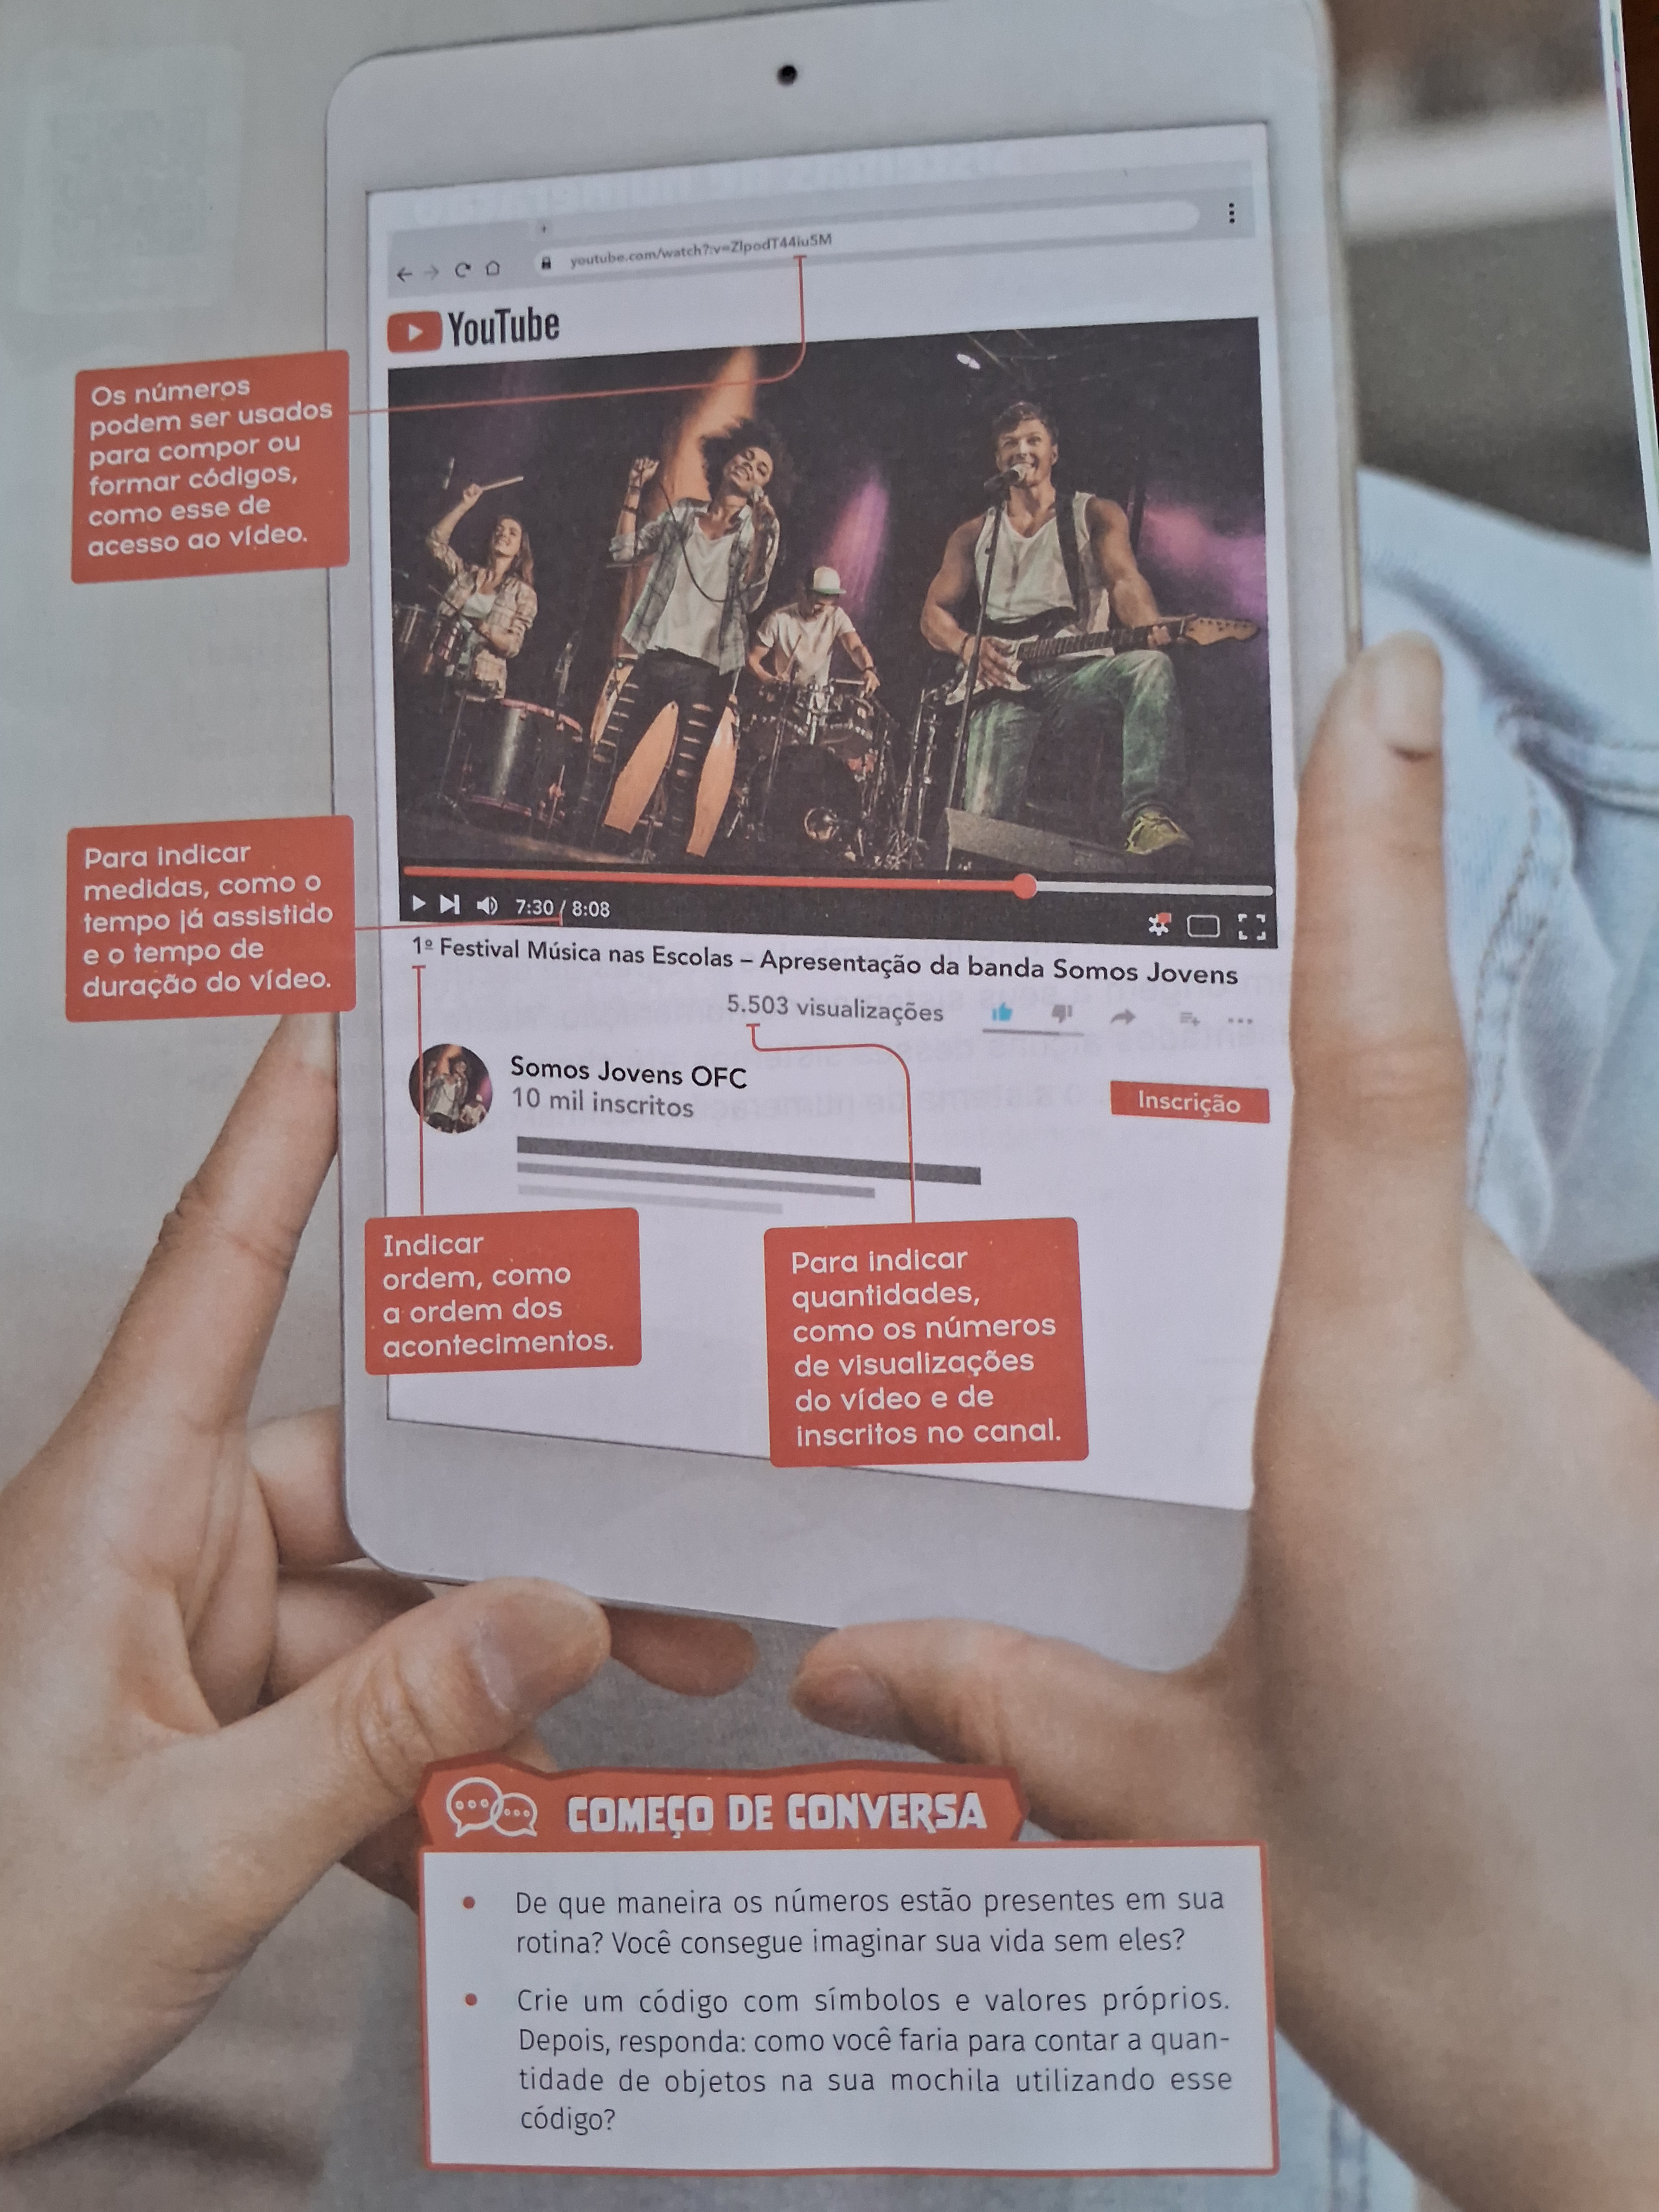 youtube.com/watch?:v=ZlpodT44iu5M
YouTube
Os números
podem ser usados
para compor ou
formar códigos,
como esse de
acesso ao vídeo.
Para indicar
medidas, como o
tempo já assistido
e o tempo de
duração do vídeo.
7:30 / 8:08
1º Festival Música nas Escolas – Apresentação da banda Somos Jovens
5.503 visualizações
Somos Jovens OFC
10 mil inscritos
Inscrição
Indicar
ordem, como
a ordem dos
acontecimentos.
Para indicar
quantidades,
como os números
de visualizações
do vídeo e de
inscritos no canal.
COMEÇO DE CONVERSA
• De que maneira os números estão presentes em sua
rotina? Você consegue imaginar sua vida sem eles?
• Crie um código com símbolos e valores próprios.
Depois, responda: como você faria para contar a quan-
tidade de objetos na sua mochila utilizando esse
código?